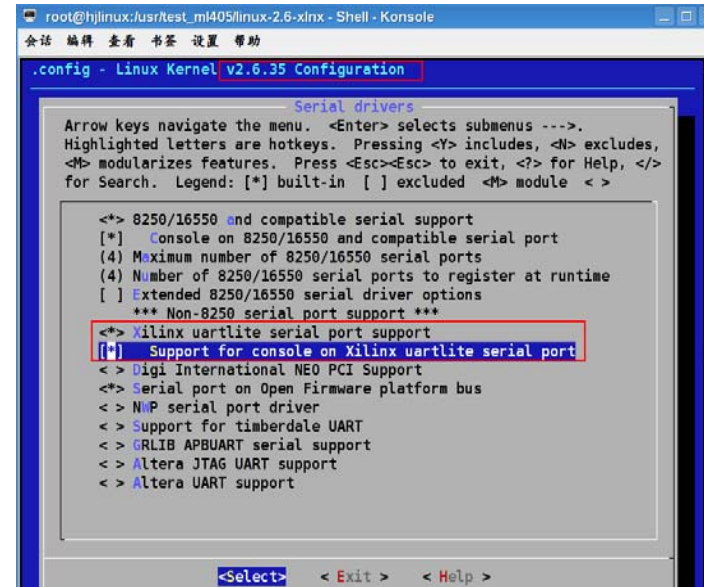 root@hjlinux:/usr/test_ml405/linux-2.6-xlnx - Shell - Konsole
会话 编辑 查看 书签 设置 帮助
.config - Linux Kernel v2.6.35 Configuration
Serial drivers
Arrow keys navigate the menu. <Enter> selects submenus --->.
Highlighted letters are hotkeys. Pressing <Y> includes, <N> excludes,
<M> modularizes features. Press <Esc><Esc> to exit, <?> for Help, </>
for Search. Legend: [*] built-in [ ] excluded <M> module < >
<*> 8250/16550 and compatible serial support
[*] Console on 8250/16550 and compatible serial port
(4) Maximum number of 8250/16550 serial ports
(4) Number of 8250/16550 serial ports to register at runtime
[ ] Extended 8250/16550 serial driver options
*** Non-8250 serial port support ***
<*> Xilinx uartlite serial port support
[*] Support for console on Xilinx uartlite serial port
< > Digi International NEO PCI Support
<*> Serial port on Open Firmware platform bus
< > NWP serial port driver
< > Support for timberdale UART
< > GRLIB APBUART serial support
< > Altera JTAG UART support
< > Altera UART support
<Select> < Exit > < Help >